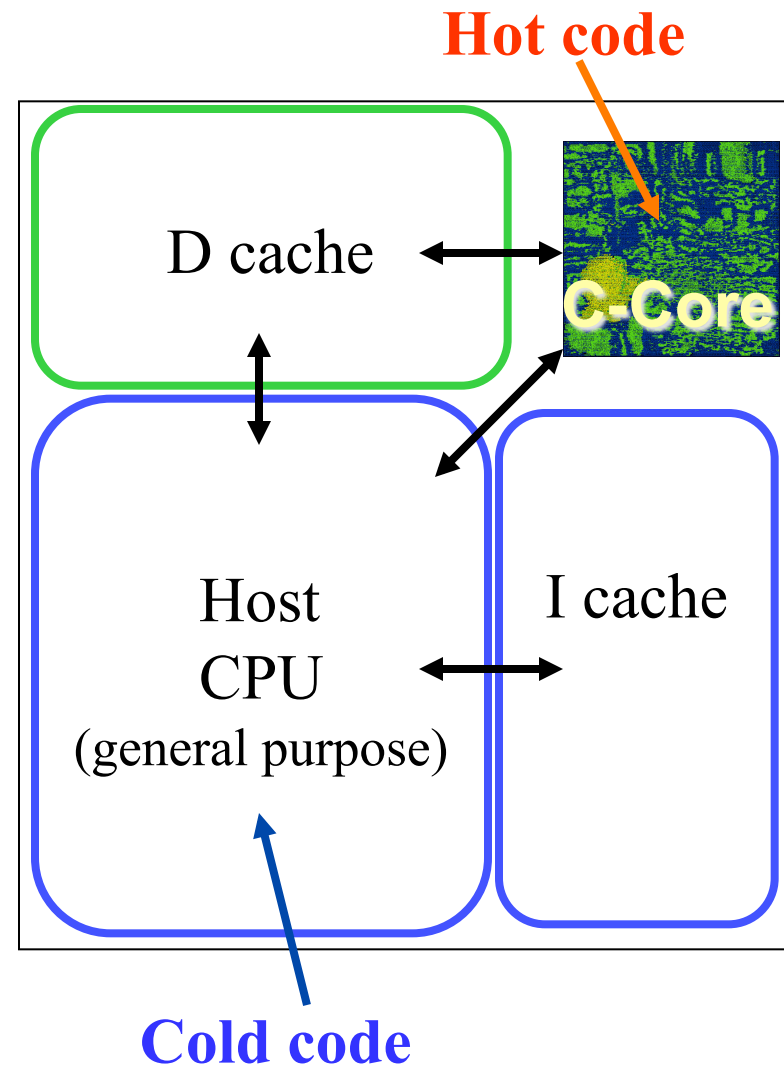 Hot code
D cache
C-Core
Host
CPU
(general purpose)
I cache
Cold code